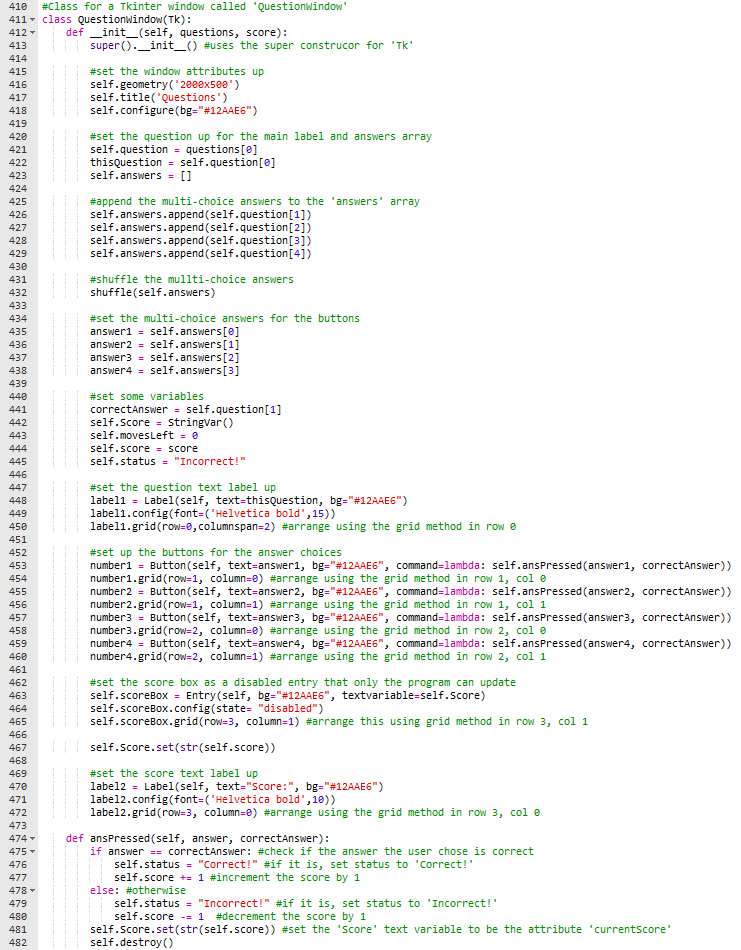 410 #Class for a Tkinter window called 'QuestionWindow'
411 class QuestionWindow(Tk):
412     def __init__(self, questions, score):
413         super().__init__() #uses the super construcor for 'Tk'
414
415         #set the window attributes up
416         self.geometry('2000x500')
417         self.title('Questions')
418         self.configure(bg="#12AAE6")
419
420         #set the question up for the main label and answers array
421         self.question = questions[0]
422         thisQuestion = self.question[0]
423         self.answers = []
424
425         #append the multi-choice answers to the 'answers' array
426         self.answers.append(self.question[1])
427         self.answers.append(self.question[2])
428         self.answers.append(self.question[3])
429         self.answers.append(self.question[4])
430
431         #shuffle the mullti-choice answers
432         shuffle(self.answers)
433
434         #set the multi-choice answers for the buttons
435         answer1 = self.answers[0]
436         answer2 = self.answers[1]
437         answer3 = self.answers[2]
438         answer4 = self.answers[3]
439
440         #set some variables
441         correctAnswer = self.question[1]
442         self.Score = StringVar()
443         self.movesLeft = 0
444         self.score = score
445         self.status = "Incorrect!"
446
447         #set the question text label up
448         label1 = Label(self, text=thisQuestion, bg="#12AAE6")
449         label1.config(font=('Helvetica bold',15))
450         label1.grid(row=0,columnspan=2) #arrange using the grid method in row 0
451
452         #set up the buttons for the answer choices
453         number1 = Button(self, text=answer1, bg="#12AAE6", command=lambda: self.ansPressed(answer1, correctAnswer))
454         number1.grid(row=1, column=0) #arrange using the grid method in row 1, col 0
455         number2 = Button(self, text=answer2, bg="#12AAE6", command=lambda: self.ansPressed(answer2, correctAnswer))
456         number2.grid(row=1, column=1) #arrange using the grid method in row 1, col 1
457         number3 = Button(self, text=answer3, bg="#12AAE6", command=lambda: self.ansPressed(answer3, correctAnswer))
458         number3.grid(row=2, column=0) #arrange using the grid method in row 2, col 0
459         number4 = Button(self, text=answer4, bg="#12AAE6", command=lambda: self.ansPressed(answer4, correctAnswer))
460         number4.grid(row=2, column=1) #arrange using the grid method in row 2, col 1
461
462         #set the score box as a disabled entry that only the program can update
463         self.scoreBox = Entry(self, bg="#12AAE6", textvariable=self.Score)
464         self.scoreBox.config(state= "disabled")
465         self.scoreBox.grid(row=3, column=1) #arrange this using grid method in row 3, col 1
466
467         self.Score.set(str(self.score))
468
469         #set the score text label up
470         label2 = Label(self, text="Score:", bg="#12AAE6")
471         label2.config(font=('Helvetica bold',10))
472         label2.grid(row=3, column=0) #arrange using the grid method in row 3, col 0
473
474     def ansPressed(self, answer, correctAnswer):
475         if answer == correctAnswer: #check if the answer the user chose is correct
476             self.status = "Correct!" #if it is, set status to 'Correct!'
477             self.score += 1 #increment the score by 1
478         else: #otherwise
479             self.status = "Incorrect!" #if it is, set status to 'Incorrect!'
480             self.score -= 1  #decrement the score by 1
481         self.Score.set(str(self.score)) #set the 'Score' text variable to be the attribute 'currentScore'
482         self.destroy()